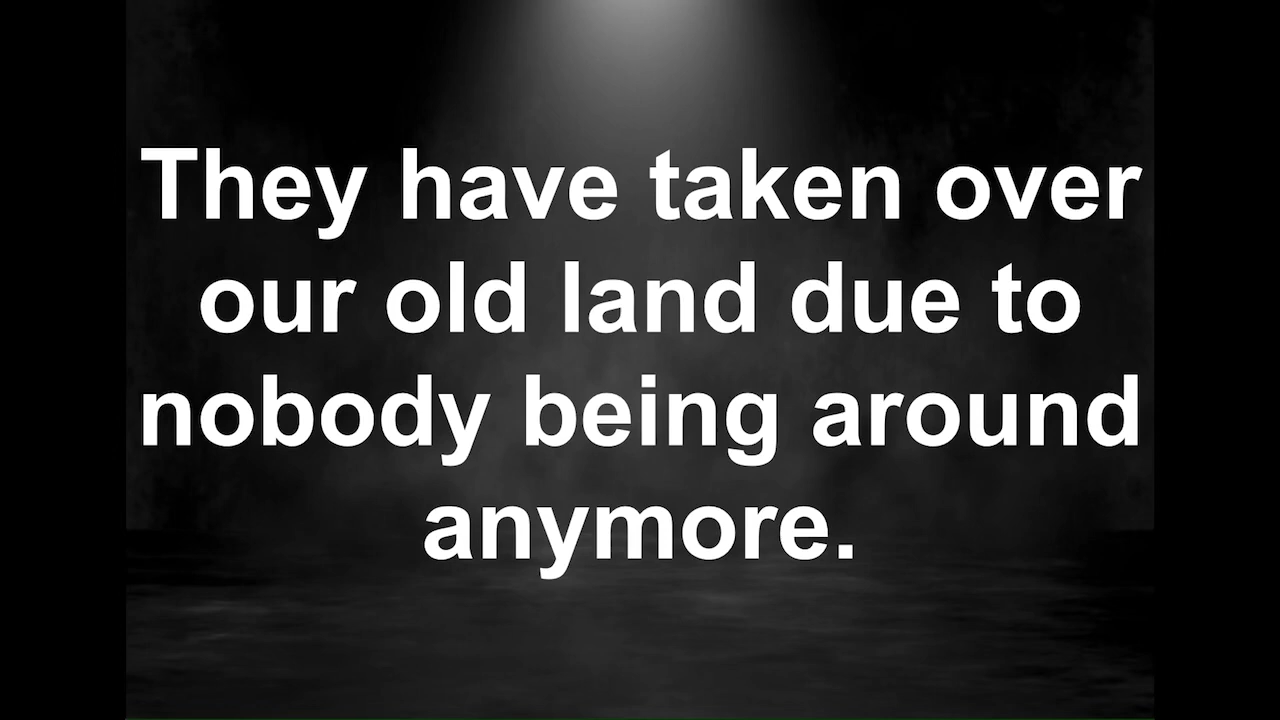 They have taken over
our old land due to
nobody being around
anymore.